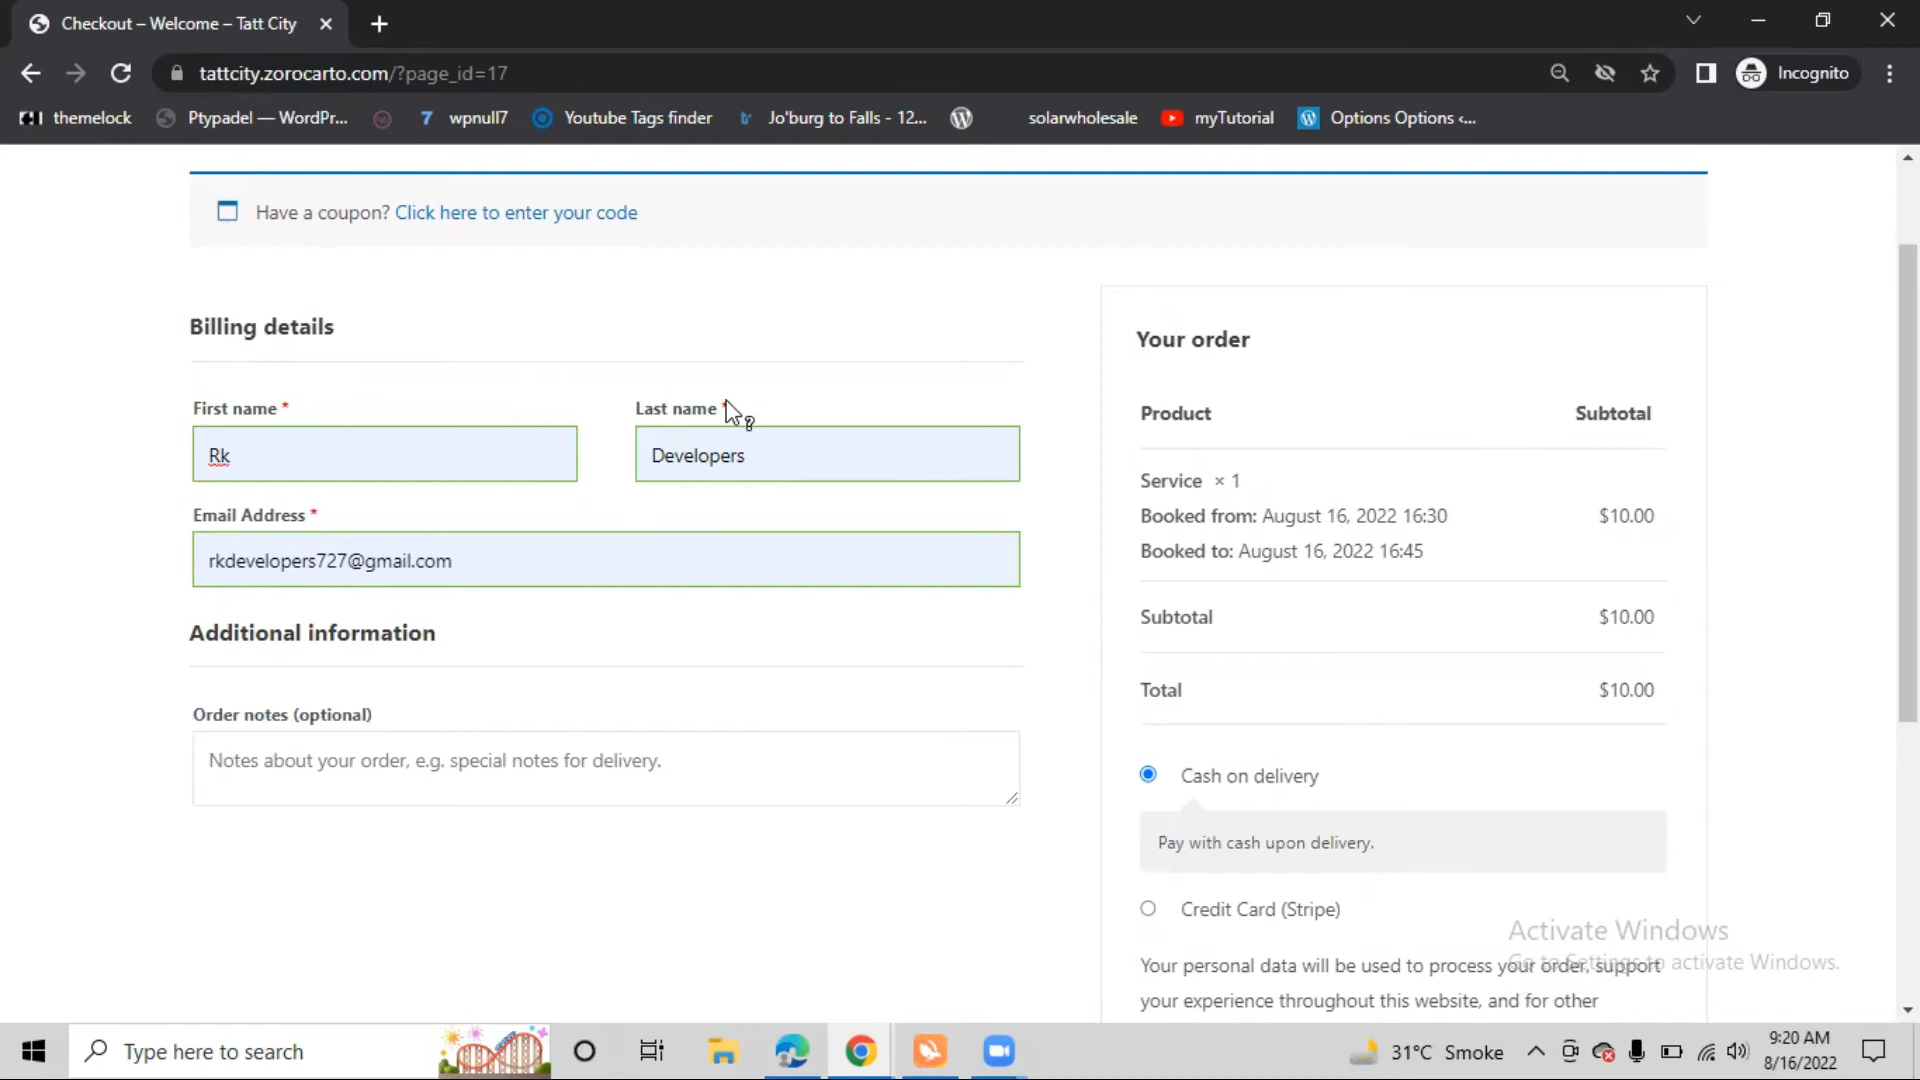 Checkout – Welcome – Tatt City
tattcity.zorocarto.com/?page_id=17
Incognito
themelock
Ptypadel — WordPr...
7 wpnull7
Youtube Tags finder
Jo'burg to Falls - 12...
solarwholesale
myTutorial
Options Options ‹...
Have a coupon? Click here to enter your code
Billing details
First name *
Last name *
Rk
Developers
Email Address *
rkdevelopers727@gmail.com
Additional information
Order notes (optional)
Notes about your order, e.g. special notes for delivery.
Your order
Product Subtotal
Service × 1
Booked from: August 16, 2022 16:30 $10.00
Booked to: August 16, 2022 16:45
Subtotal $10.00
Total $10.00
Cash on delivery
Pay with cash upon delivery.
Credit Card (Stripe)
Your personal data will be used to process your order, support
your experience throughout this website, and for other
Activate Windows
Go to Settings to activate Windows.
Type here to search
31°C Smoke
9:20 AM
8/16/2022